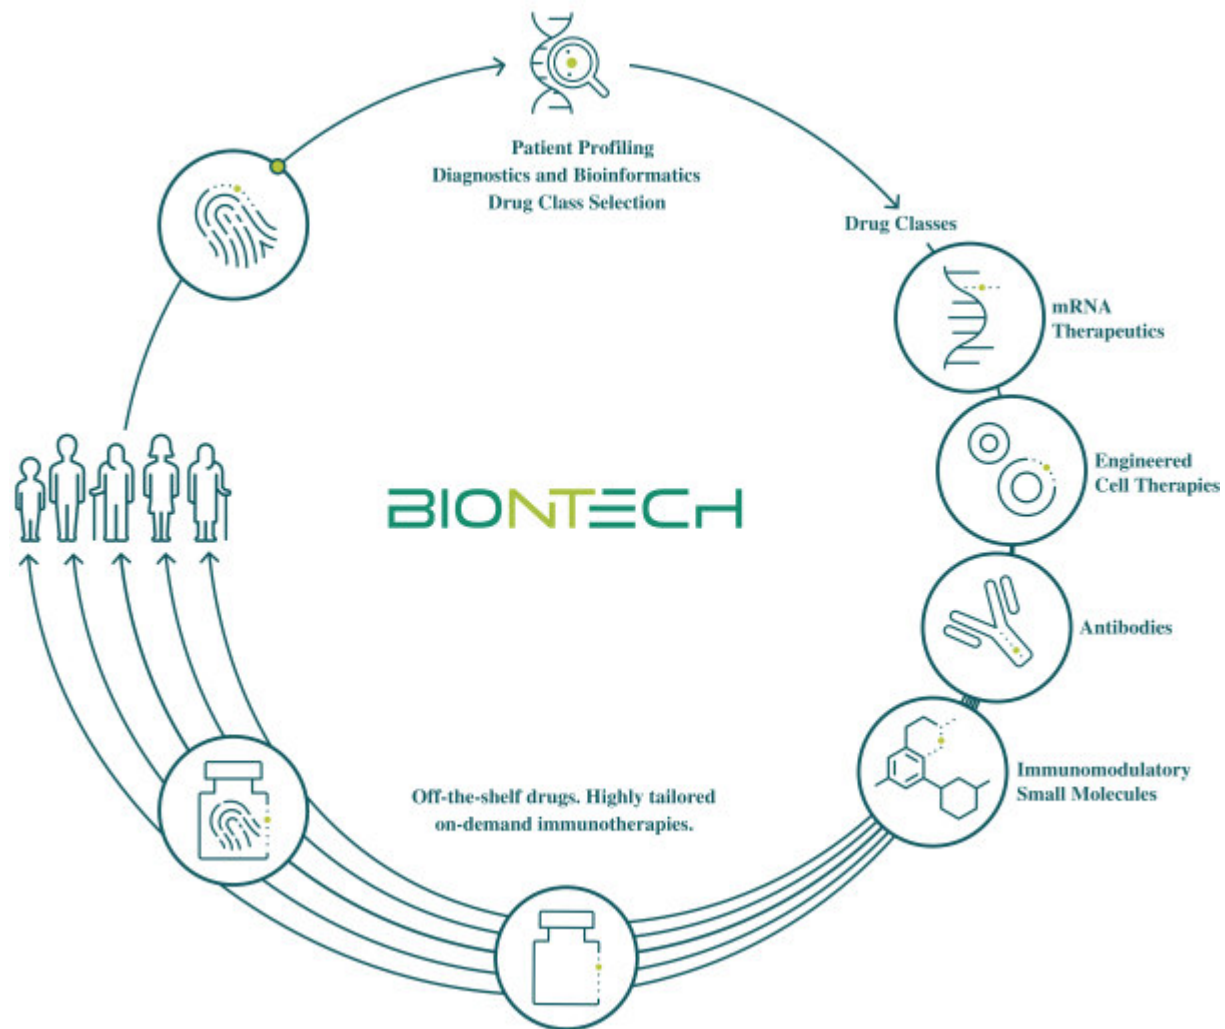 Patient Profiling
Diagnostics and Bioinformatics
Drug Class Selection
Drug Classes
mRNA
Therapeutics
Engineered
Cell Therapies
BIONTECH
Antibodies
Immunomodulatory
Small Molecules
Off-the-shelf drugs. Highly tailored
on-demand immunotherapies.